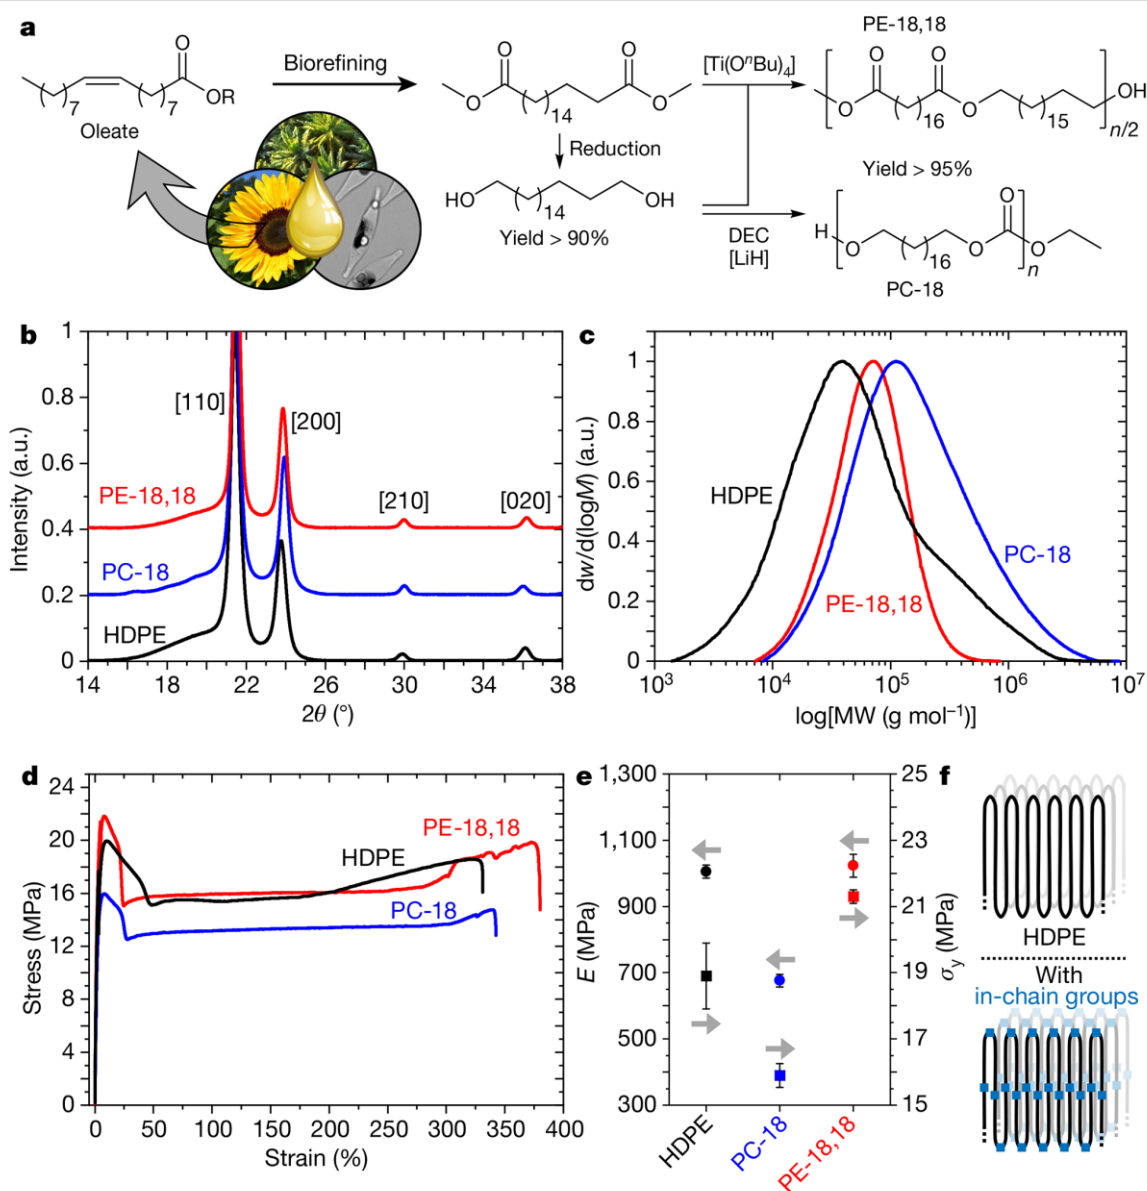 a
O
OR
7
7
Oleate
Biorefining
O
O
O
O
14
Reduction
HO
OH
14
Yield > 90%
[Ti(OⁿBu)₄]
DEC
[LiH]
PE-18,18
O
O
O
O
OH
16
15
n/2
Yield > 95%
H
O
O
O
O
16
n
PC-18
b
Intensity (a.u.)
1
0.8
0.6
0.4
0.2
0
[110]
[200]
[210]
[020]
PE-18,18
PC-18
HDPE
14
18
22
26
30
34
38
2θ (°)
c
dw/d(logM) (a.u.)
1
0.8
0.6
0.4
0.2
0
HDPE
PC-18
PE-18,18
10³
10⁴
10⁵
10⁶
10⁷
log[MW (g mol⁻¹)]
d
Stress (MPa)
24
20
16
12
8
4
0
PE-18,18
HDPE
PC-18
0
50
100
150
200
250
300
350
400
Strain (%)
e
E (MPa)
1,300
1,100
900
700
500
300
25
23
21
19
17
15
σy (MPa)
HDPE
PC-18
PE-18,18
f
HDPE
With
in-chain groups